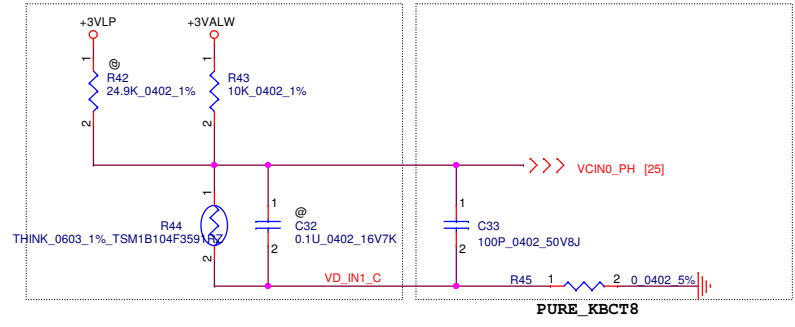 +3VLP
+3VALW
1
@
R42
24.9K_0402_1%
2
1
R43
10K_0402_1%
2
VCIN0_PH [25]
1
R44
THINK_0603_1%_TSM1B104F3591RZ
2
1
@
C32
0.1U_0402_16V7K
2
1
C33
100P_0402_50V8J
2
VD_IN1_C
R45
1
2
0_0402_5%
PURE_KBCT8